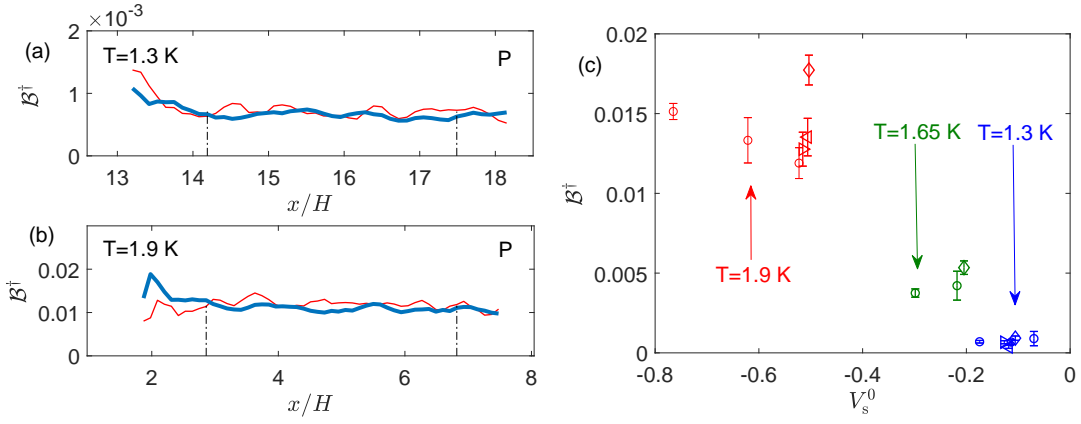 ×10⁻³
(a)
T=1.3 K
P
2
1
0
ℬ†
13
14
15
16
17
18
x/H
(b)
T=1.9 K
P
0.02
0.01
0
ℬ†
2
4
6
8
x/H
(c)
0.02
0.015
0.01
0.005
0
ℬ†
T=1.65 K
T=1.3 K
T=1.9 K
-0.8
-0.6
-0.4
-0.2
0
V_s^0